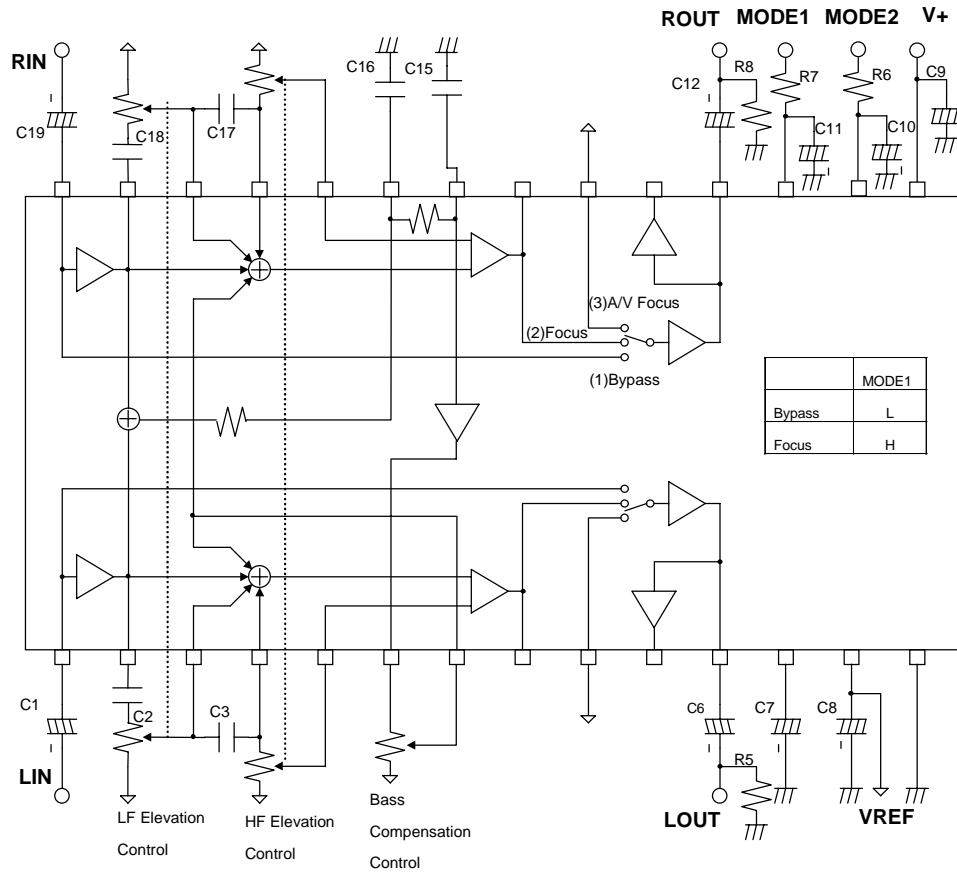 ROUT MODE1 MODE2 V+
RIN
C16 C15
C12 R8 R7 R6 C9
C19 C18 C17
C11 C10
(3)A/V Focus
(2)Focus
(1)Bypass
MODE1
Bypass L
Focus H
C1 C2 C3 C6 C7 C8
R5
LIN
LOUT VREF
LF Elevation
Control
HF Elevation
Control
Bass
Compensation
Control